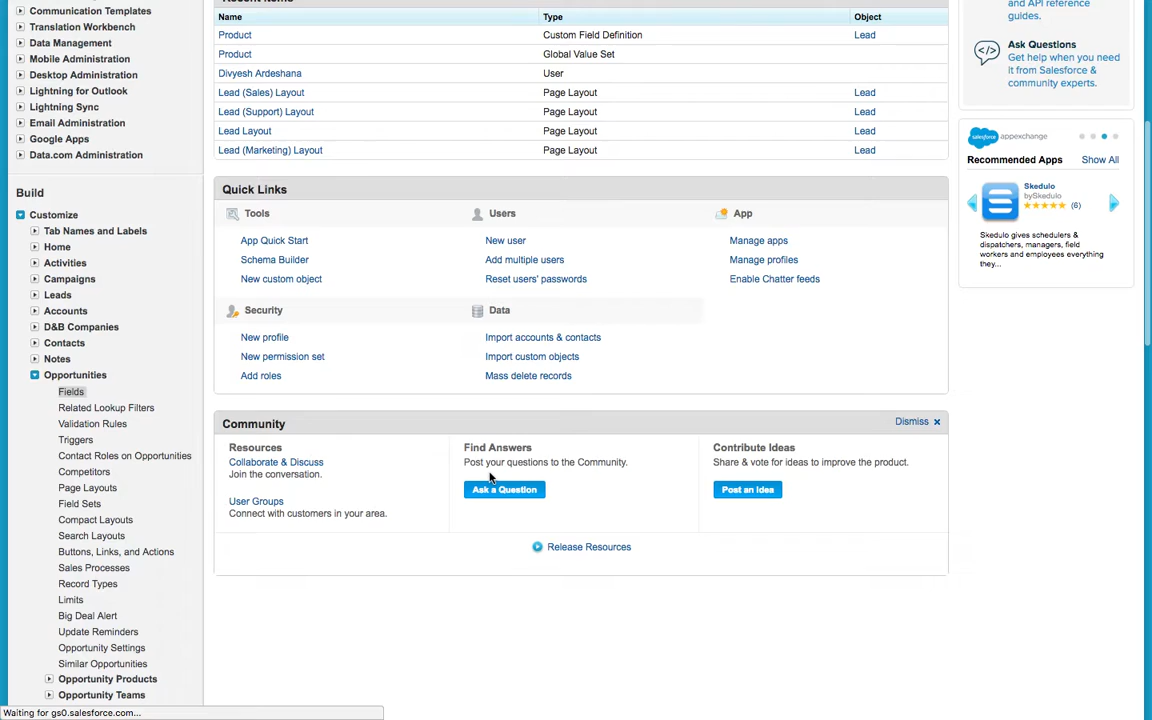 Communication Templates
Translation Workbench
Data Management
Mobile Administration
Desktop Administration
Lightning for Outlook
Lightning Sync
Email Administration
Google Apps
Data.com Administration
Build
Customize
Tab Names and Labels
Home
Activities
Campaigns
Leads
Accounts
D&B Companies
Contacts
Notes
Opportunities
Fields
Related Lookup Filters
Validation Rules
Triggers
Contact Roles on Opportunities
Competitors
Page Layouts
Field Sets
Compact Layouts
Search Layouts
Buttons, Links, and Actions
Sales Processes
Record Types
Limits
Big Deal Alert
Update Reminders
Opportunity Settings
Similar Opportunities
Opportunity Products
Opportunity Teams
Waiting for gs0.salesforce.com...
Recent Items
Name Type Object
Product Custom Field Definition Lead
Product Global Value Set
Divyesh Ardeshana User
Lead (Sales) Layout Page Layout Lead
Lead (Support) Layout Page Layout Lead
Lead Layout Page Layout Lead
Lead (Marketing) Layout Page Layout Lead
Quick Links
Tools Users App
App Quick Start New user Manage apps
Schema Builder Add multiple users Manage profiles
New custom object Reset users' passwords Enable Chatter feeds
Security Data
New profile Import accounts & contacts
New permission set Import custom objects
Add roles Mass delete records
Community Dismiss x
Resources Find Answers Contribute Ideas
Collaborate & Discuss Post your questions to the Community. Share & vote for ideas to improve the product.
Join the conversation.
Ask a Question Post an Idea
User Groups
Connect with customers in your area.
Release Resources
and API reference
guides.
Ask Questions
Get help when you need
it from Salesforce &
community experts.
salesforce appexchange
Recommended Apps Show All
Skedulo
bySkedulo
(6)
Skedulo gives schedulers &
dispatchers, managers, field
workers and employees everything
they...